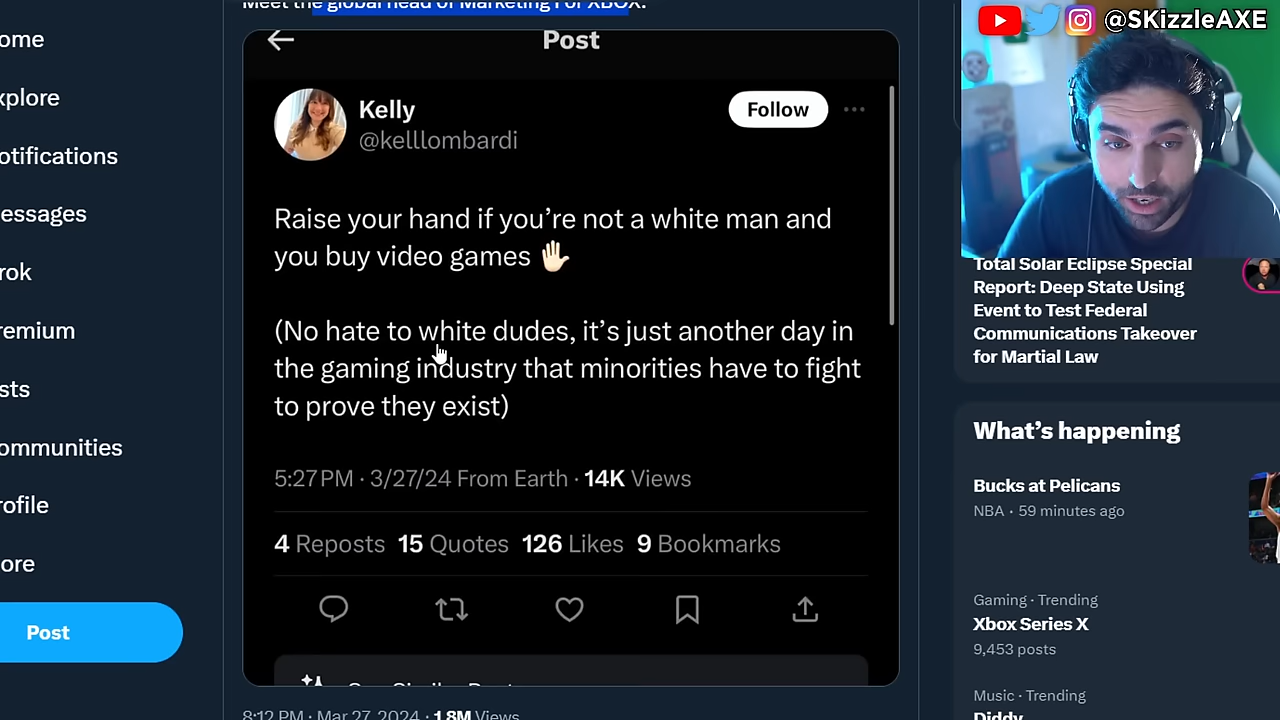 Meet the global head of Marketing For XBOX.
@SKizzleAXE
ome
xplore
otifications
essages
rok
remium
sts
ommunities
rofile
ore
Post
Post
Kelly
@kelllombardi
Follow
Raise your hand if you’re not a white man and
you buy video games
(No hate to white dudes, it’s just another day in
the gaming industry that minorities have to fight
to prove they exist)
5:27 PM · 3/27/24 From Earth · 14K Views
4 Reposts 15 Quotes 126 Likes 9 Bookmarks
8:12 PM · Mar 27, 2024 · 1.8M Views
Total Solar Eclipse Special
Report: Deep State Using
Event to Test Federal
Communications Takeover
for Martial Law
What’s happening
Bucks at Pelicans
NBA · 59 minutes ago
Gaming · Trending
Xbox Series X
9,453 posts
Music · Trending
Diddy